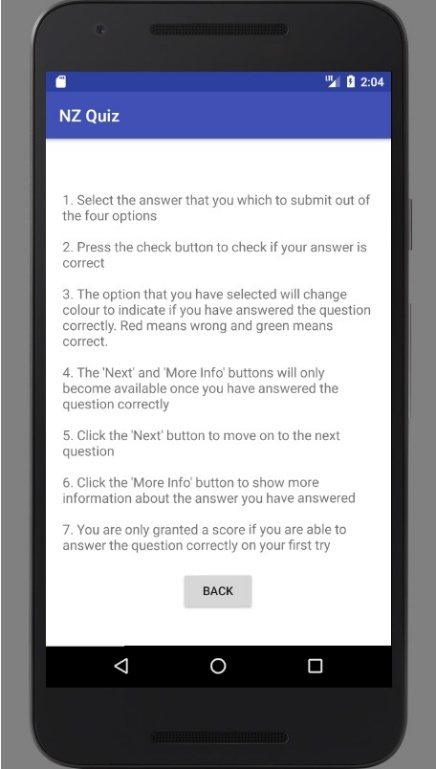 LTE 2:04
NZ Quiz
1. Select the answer that you which to submit out of
the four options
2. Press the check button to check if your answer is
correct
3. The option that you have selected will change
colour to indicate if you have answered the question
correctly. Red means wrong and green means
correct.
4. The 'Next' and 'More Info' buttons will only
become available once you have answered the
question correctly
5. Click the 'Next' button to move on to the next
question
6. Click the 'More Info' button to show more
information about the answer you have answered
7. You are only granted a score if you are able to
answer the question correctly on your first try
BACK